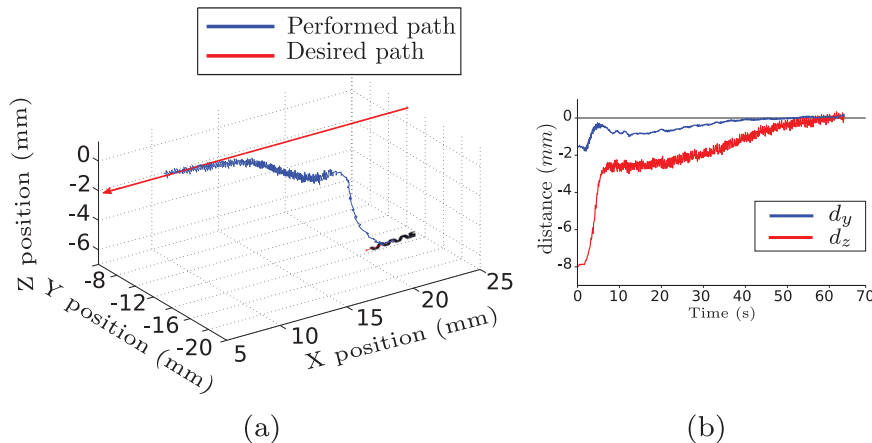 Performed path
Desired path
0
-2
-4
-6
Z position (mm)
-8
-12
-16
-20
Y position (mm)
5
10
15
20
25
X position (mm)
(a)
0
-2
-4
-6
-8
distance (mm)
0
10
20
30
40
50
60
70
Time (s)
d_y
d_z
(b)